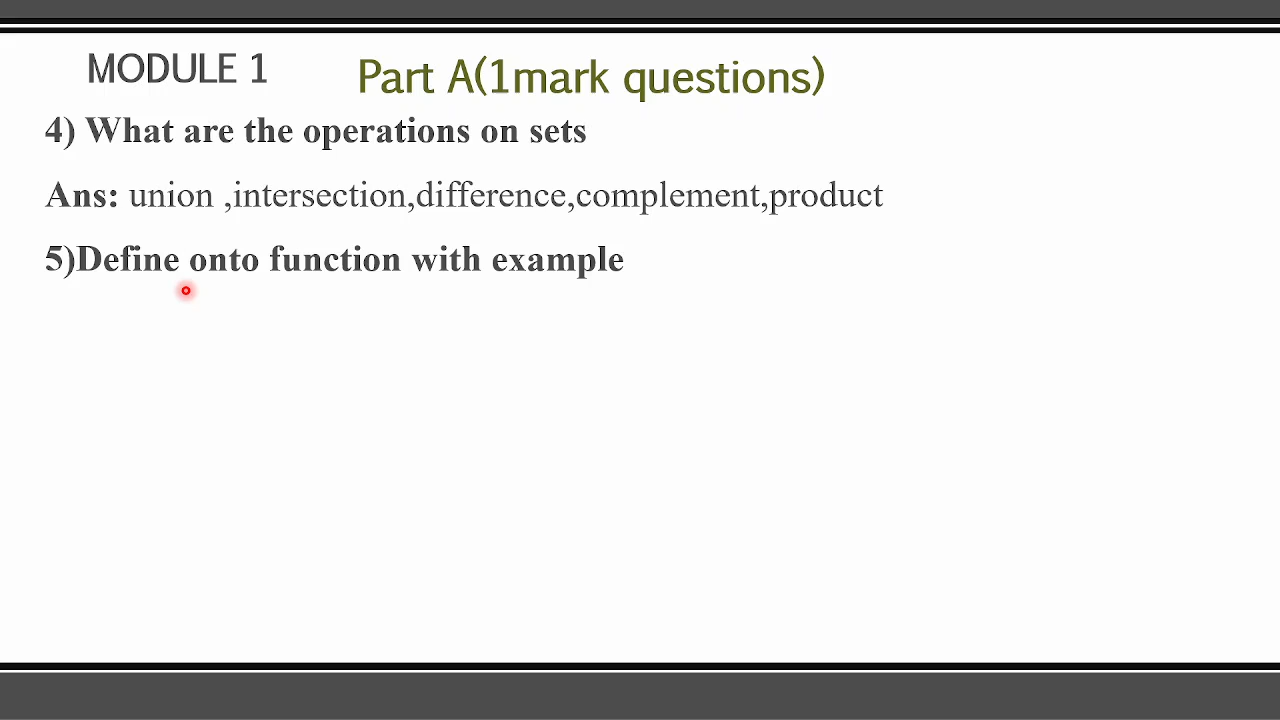 MODULE 1
Part A(1mark questions)
4) What are the operations on sets
Ans: union ,intersection,difference,complement,product
5)Define onto function with example